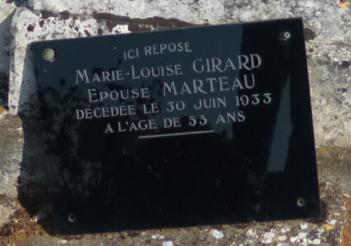 ICI REPOSE
MARIE-LOUISE GIRARD
EPOUSE MARTEAU
DÉCÉDÉE LE 30 JUIN 1933
A L'AGE DE 53 ANS